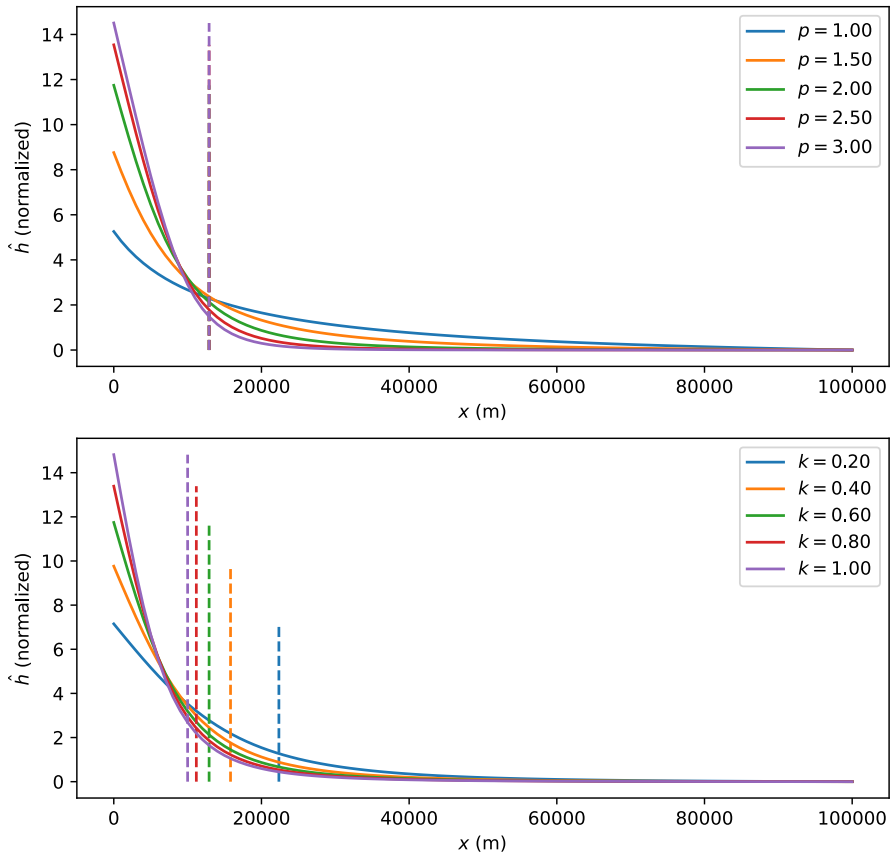 ĥ (normalized)
14
12
10
8
6
4
2
0
p = 1.00
p = 1.50
p = 2.00
p = 2.50
p = 3.00
0 20000 40000 60000 80000 100000
x (m)
ĥ (normalized)
14
12
10
8
6
4
2
0
k = 0.20
k = 0.40
k = 0.60
k = 0.80
k = 1.00
0 20000 40000 60000 80000 100000
x (m)